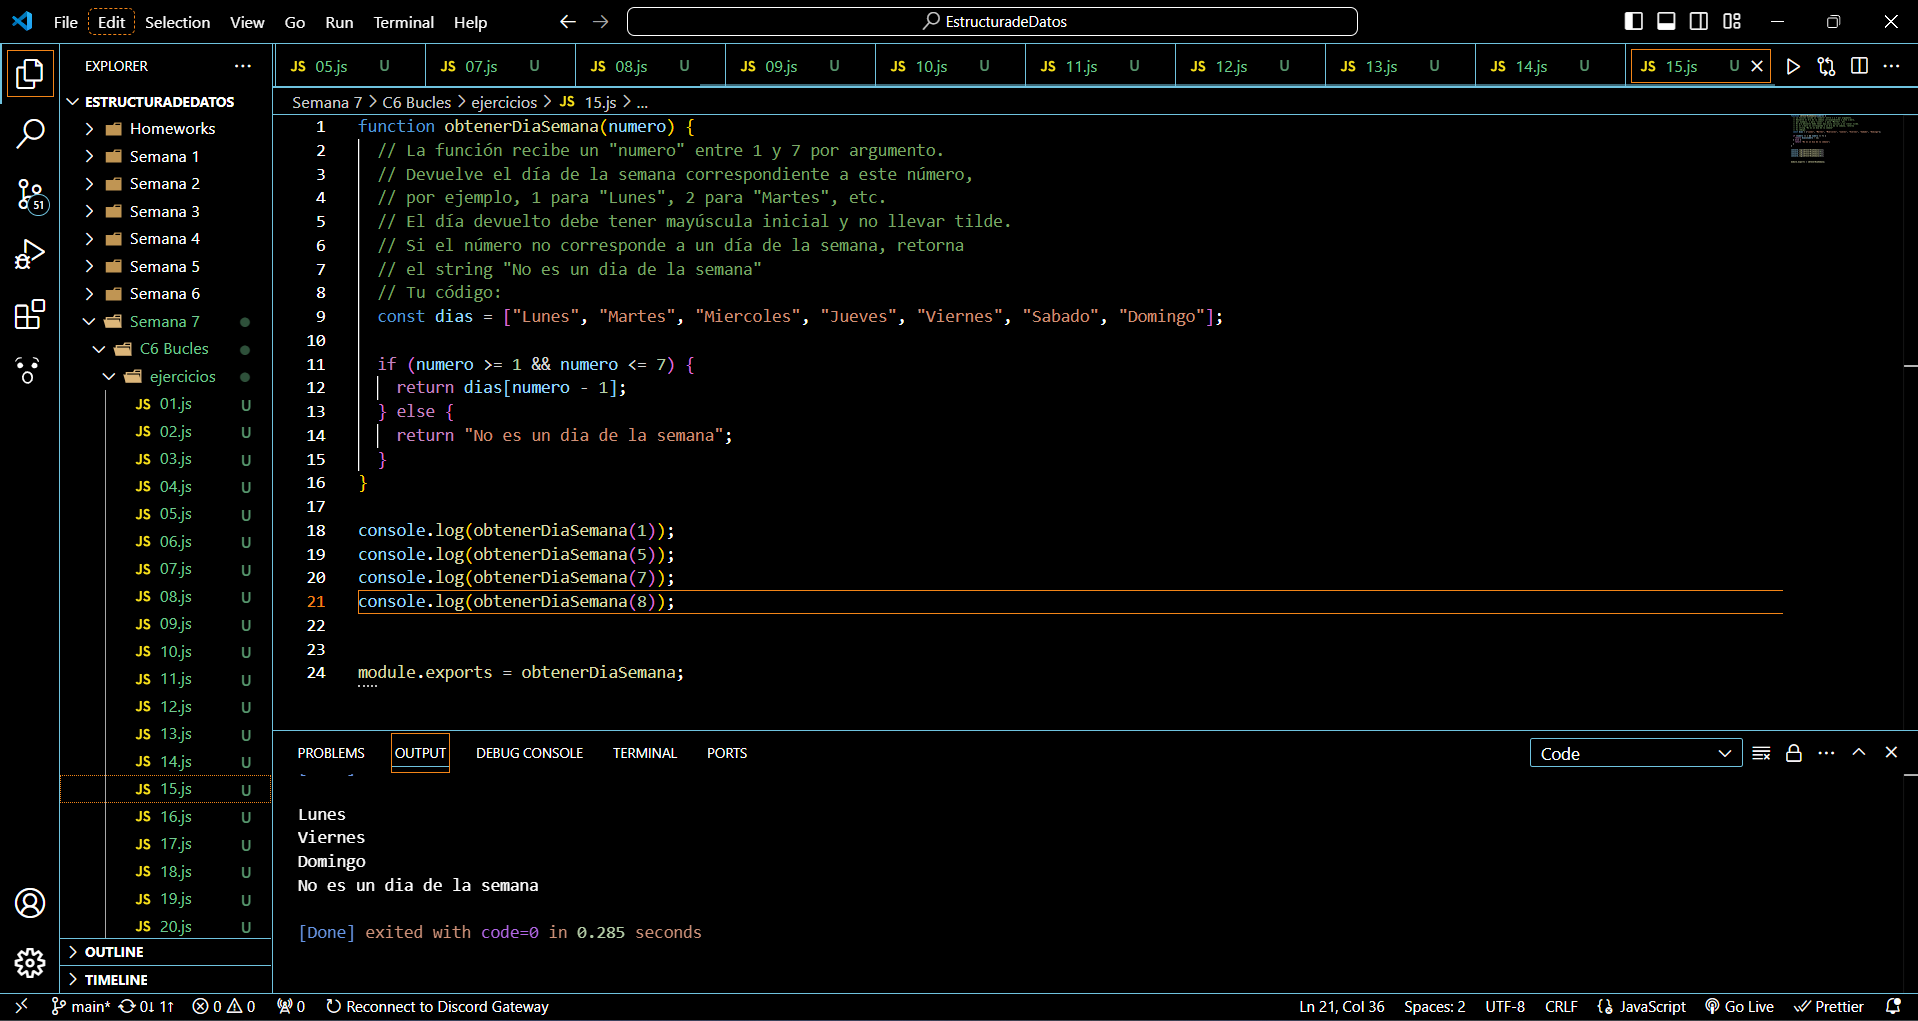 File Edit Selection View Go Run Terminal Help
EstructuradeDatos
EXPLORER
JS 05.js U JS 07.js U JS 08.js U JS 09.js U JS 10.js U JS 11.js U JS 12.js U JS 13.js U JS 14.js U JS 15.js U
Semana 7 > C6 Bucles > ejercicios > JS 15.js > ...
ESTRUCTURADEDATOS
Homeworks
Semana 1
Semana 2
Semana 3
Semana 4
Semana 5
Semana 6
Semana 7
C6 Bucles
ejercicios
JS 01.js U
JS 02.js U
JS 03.js U
JS 04.js U
JS 05.js U
JS 06.js U
JS 07.js U
JS 08.js U
JS 09.js U
JS 10.js U
JS 11.js U
JS 12.js U
JS 13.js U
JS 14.js U
JS 15.js U
JS 16.js U
JS 17.js U
JS 18.js U
JS 19.js U
JS 20.js U
OUTLINE
TIMELINE
51
1 function obtenerDiaSemana(numero) {
2 // La función recibe un "numero" entre 1 y 7 por argumento.
3 // Devuelve el día de la semana correspondiente a este número,
4 // por ejemplo, 1 para "Lunes", 2 para "Martes", etc.
5 // El día devuelto debe tener mayúscula inicial y no llevar tilde.
6 // Si el número no corresponde a un día de la semana, retorna
7 // el string "No es un dia de la semana"
8 // Tu código:
9 const dias = ["Lunes", "Martes", "Miercoles", "Jueves", "Viernes", "Sabado", "Domingo"];
10
11 if (numero >= 1 && numero <= 7) {
12 return dias[numero - 1];
13 } else {
14 return "No es un dia de la semana";
15 }
16 }
17
18 console.log(obtenerDiaSemana(1));
19 console.log(obtenerDiaSemana(5));
20 console.log(obtenerDiaSemana(7));
21 console.log(obtenerDiaSemana(8));
22
23
24 module.exports = obtenerDiaSemana;
PROBLEMS OUTPUT DEBUG CONSOLE TERMINAL PORTS
Code
Lunes
Viernes
Domingo
No es un dia de la semana
[Done] exited with code=0 in 0.285 seconds
main* 0↓ 1↑ 0 0 0 Reconnect to Discord Gateway
Ln 21, Col 36 Spaces: 2 UTF-8 CRLF {} JavaScript Go Live Prettier